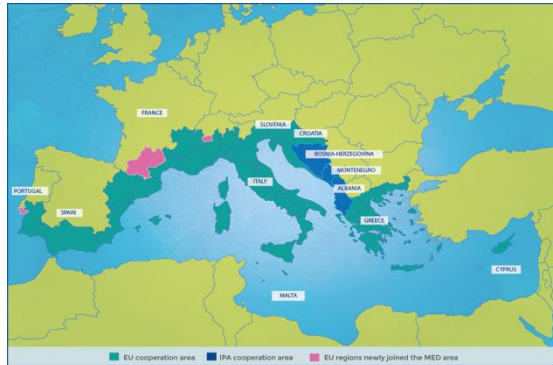 FRANCE
SLOVENIA
CROATIA
BOSNIA-HERZEGOVINA
MONTENEGRO
ITALY
ALBANIA
PORTUGAL
SPAIN
GREECE
CYPRUS
MALTA
EU cooperation area
IPA cooperation area
EU regions newly joined the MED area